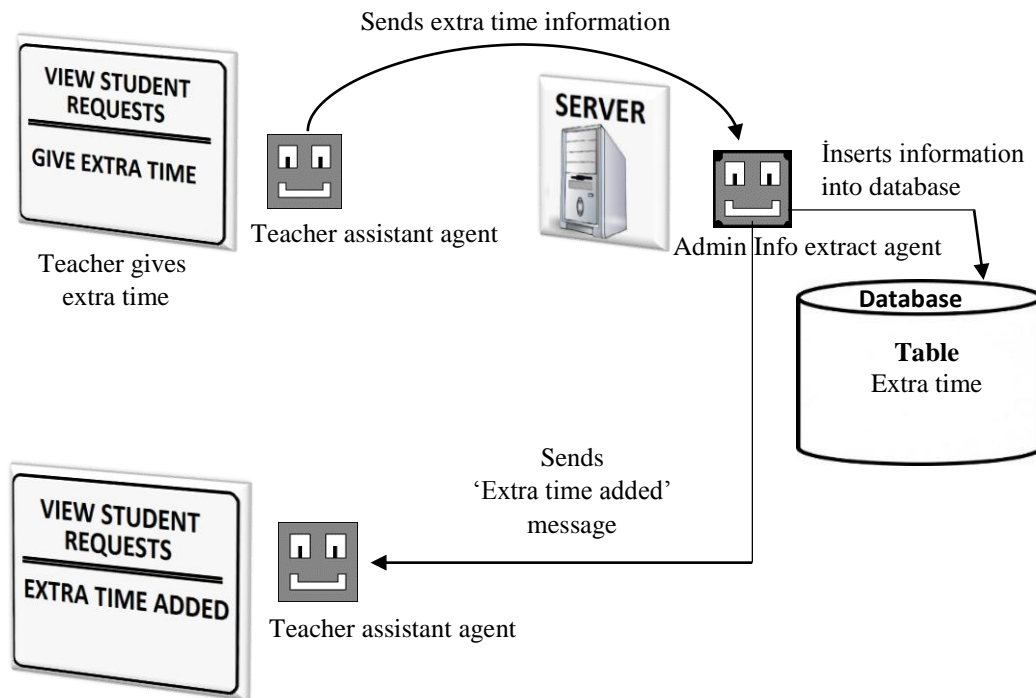 Sends extra time information
VIEW STUDENT
REQUESTS
GIVE EXTRA TIME
Teacher gives
extra time
Teacher assistant agent
SERVER
Admin Info extract agent
İnserts information
into database
Database
Table
Extra time
Sends
‘Extra time added’
message
VIEW STUDENT
REQUESTS
EXTRA TIME ADDED
Teacher assistant agent